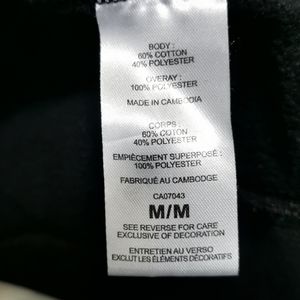 BODY :
60% COTTON
40% POLYESTER
OVERAY :
100% POLYESTER
MADE IN CAMBODIA
CORPS :
60% COTON
40% POLYESTER
EMPIÈCEMENT SUPERPOSÉ :
100% POLYESTER
FABRIQUÉ AU CAMBODGE
CA07043
M/M
SEE REVERSE FOR CARE
EXCLUSIVE OF DECORATION
ENTRETIEN AU VERSO
EXCLUT LES ÉLÉMENTS DÉCORATIFS